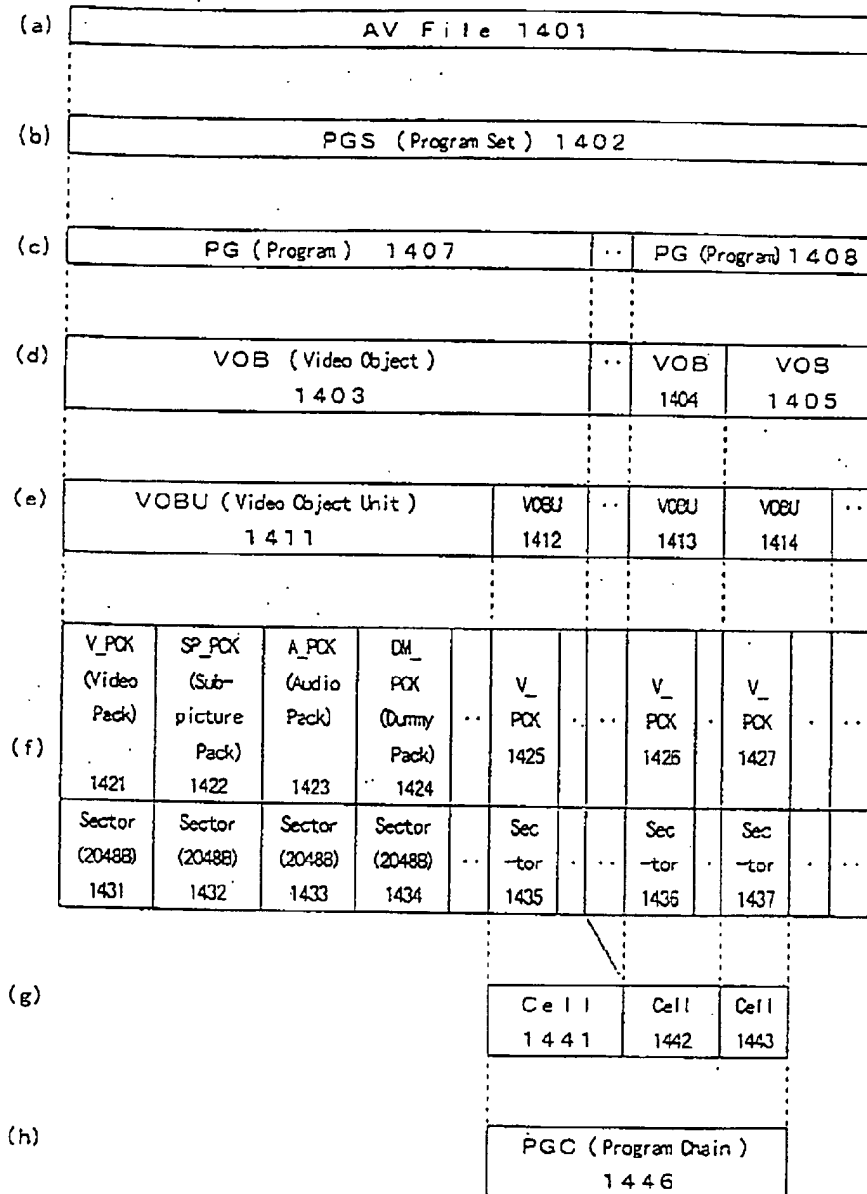 (a) AV File 1401
(b) PGS (Program Set) 1402
(c) PG (Program) 1407 ·· PG (Program) 1408
(d) VOB (Video Object) ·· VOB VOB
1403 1404 1405
(e) VOBU (Video Object Unit) VOBU ·· VOBU VOBU ··
1411 1412 1413 1414
V_PCK SP_PCK A_PCK DM_
(Video (Sub- (Audio PCK V_ V_ V_
Pack) picture Pack) (Dummy ·· PCK · ·· PCK · PCK · ··
(f) Pack) Pack) 1425 1426 1427
1421 1422 1423 1424
Sector Sector Sector Sector Sec Sec Sec
(2048B) (2048B) (2048B) (2048B) ·· -tor · ·· -tor · -tor · ··
1431 1432 1433 1434 1435 1436 1437
(g) Cell Cell Cell
1441 1442 1443
(h) PGC (Program Chain)
1446